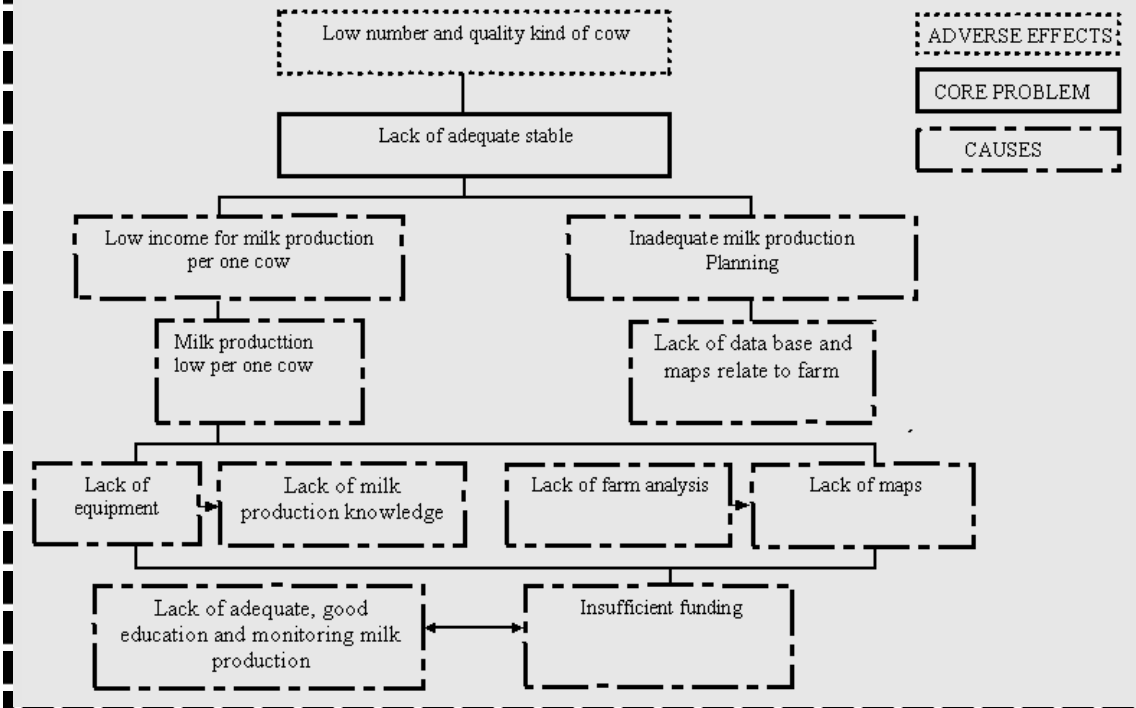 Low number and quality kind of cow
ADVERSE EFFECTS
CORE PROBLEM
CAUSES
Lack of adequate stable
Low income for milk production
per one cow
Inadequate milk production
Planning
Milk producttion
low per one cow
Lack of data base and
maps relate to farm
Lack of
equipment
Lack of milk
production knowledge
Lack of farm analysis
Lack of maps
Lack of adequate, good
education and monitoring milk
production
Insufficient funding